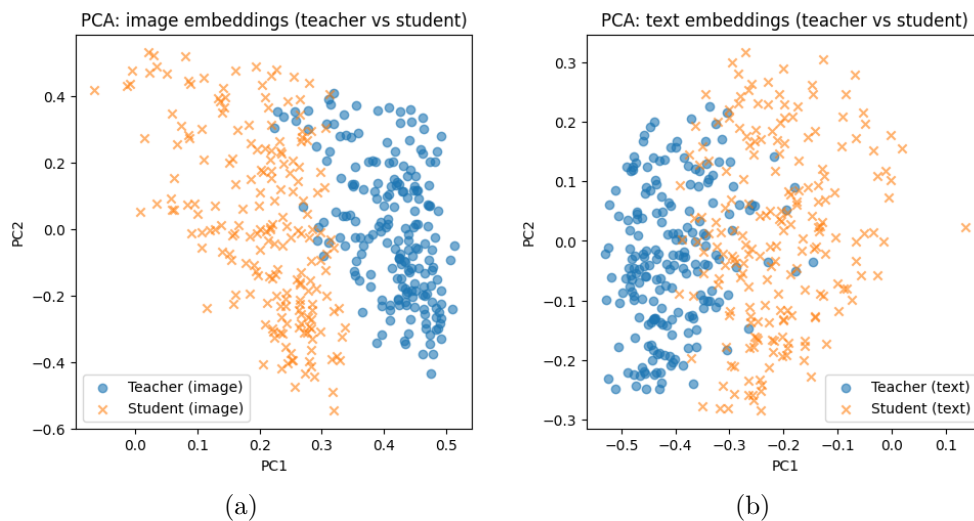 PCA: image embeddings (teacher vs student)
PC2
0.4
0.2
0.0
−0.2
−0.4
−0.6
Teacher (image)
Student (image)
0.0 0.1 0.2 0.3 0.4 0.5
PC1
(a)
PCA: text embeddings (teacher vs student)
PC2
0.3
0.2
0.1
0.0
−0.1
−0.2
−0.3
Teacher (text)
Student (text)
−0.5 −0.4 −0.3 −0.2 −0.1 0.0 0.1
PC1
(b)